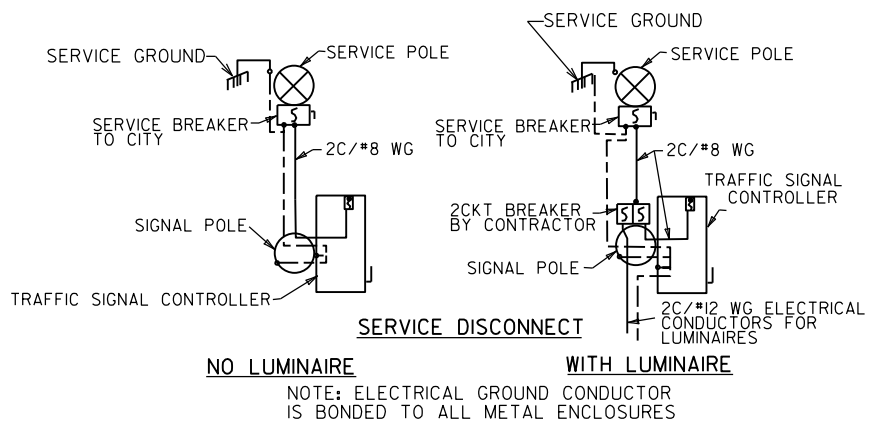 SERVICE GROUND
SERVICE POLE
SERVICE BREAKER
TO CITY
2C/#8 WG
SIGNAL POLE
TRAFFIC SIGNAL CONTROLLER
SERVICE GROUND
SERVICE POLE
SERVICE BREAKER
TO CITY
2C/#8 WG
TRAFFIC SIGNAL
CONTROLLER
2CKT BREAKER
BY CONTRACTOR
SIGNAL POLE
2C/#12 WG ELECTRICAL
CONDUCTORS FOR
LUMINAIRES
SERVICE DISCONNECT
NO LUMINAIRE
WITH LUMINAIRE
NOTE: ELECTRICAL GROUND CONDUCTOR
IS BONDED TO ALL METAL ENCLOSURES